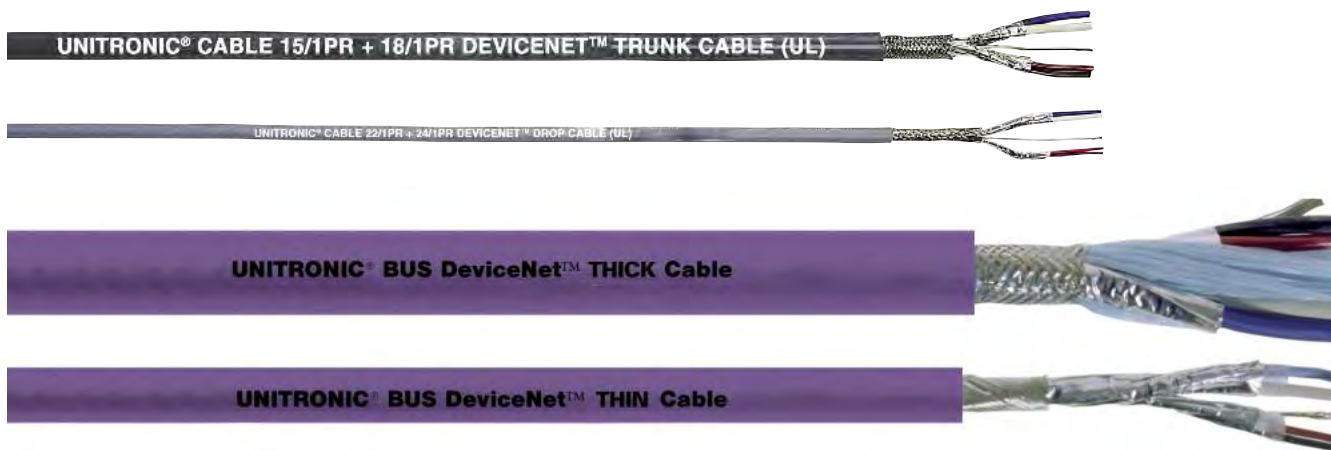 UNITRONIC® CABLE 15/1PR + 18/1PR DEVICENET™ TRUNK CABLE (UL)
UNITRONIC® CABLE 22/1PR + 24/1PR DEVICENET™ DROP CABLE (UL)
UNITRONIC® BUS DeviceNet™ THICK Cable
UNITRONIC® BUS DeviceNet™ THIN Cable